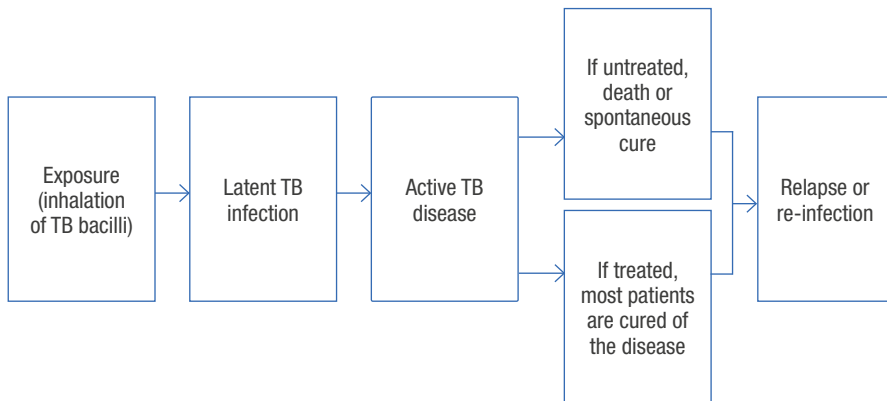 Exposure
(inhalation
of TB bacilli)
Latent TB
infection
Active TB
disease
If untreated,
death or
spontaneous
cure
If treated,
most patients
are cured of
the disease
Relapse or
re-infection